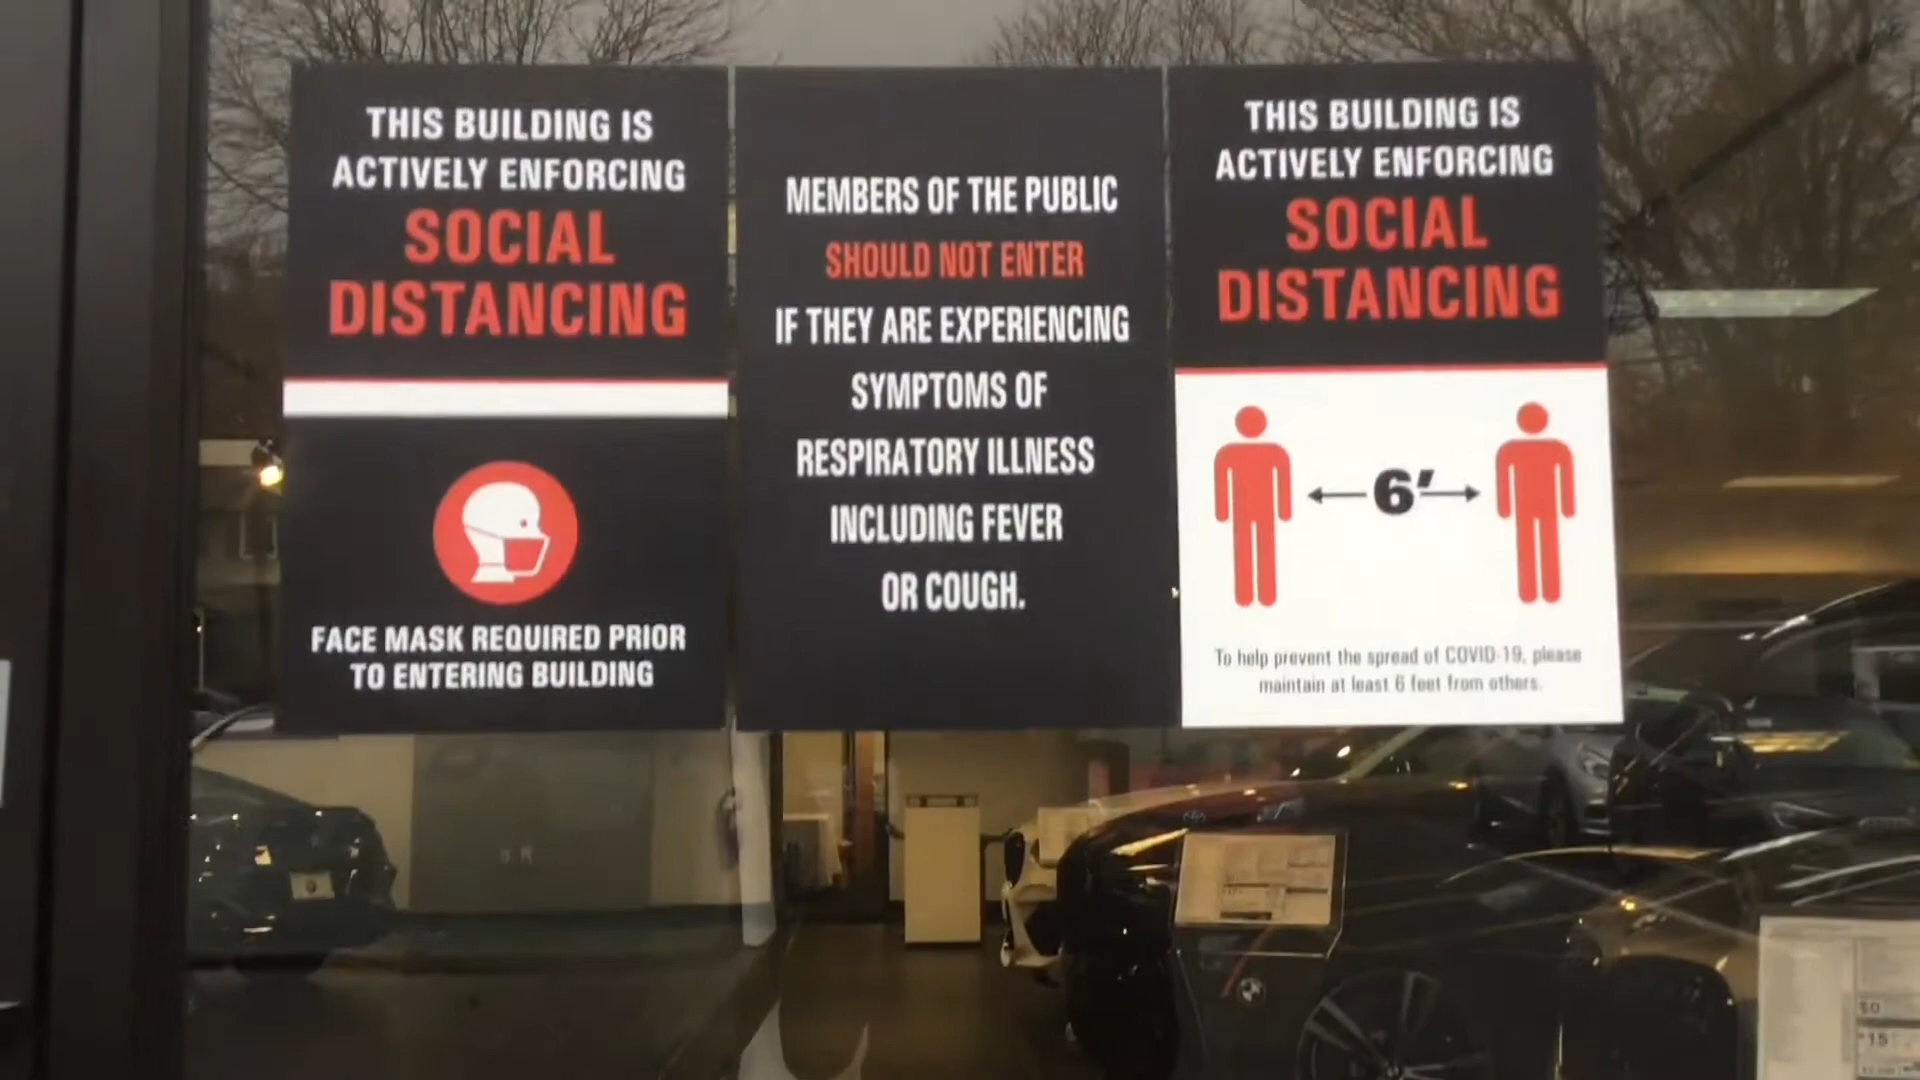 THIS BUILDING IS
ACTIVELY ENFORCING
SOCIAL
DISTANCING
FACE MASK REQUIRED PRIOR
TO ENTERING BUILDING
MEMBERS OF THE PUBLIC
SHOULD NOT ENTER
IF THEY ARE EXPERIENCING
SYMPTOMS OF
RESPIRATORY ILLNESS
INCLUDING FEVER
OR COUGH.
THIS BUILDING IS
ACTIVELY ENFORCING
SOCIAL
DISTANCING
6'
To help prevent the spread of COVID-19, please
maintain at least 6 feet from others.
$0